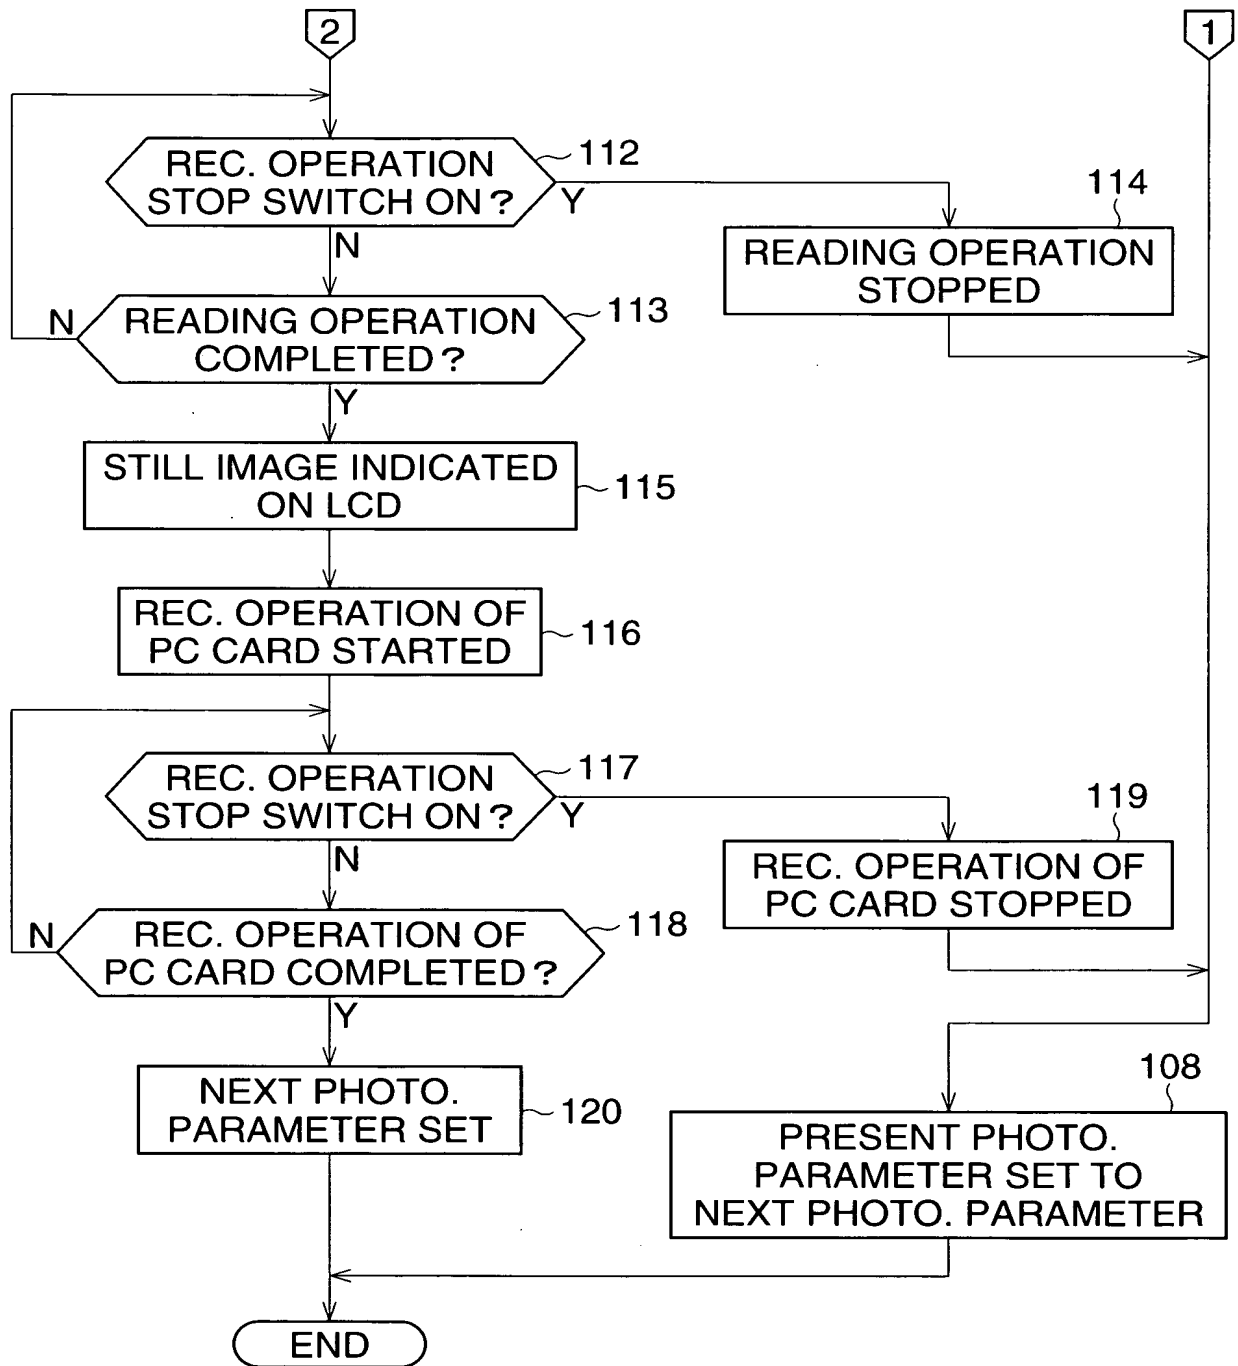 2
1
REC. OPERATION
STOP SWITCH ON?
112
Y
N
114
READING OPERATION
STOPPED
N
READING OPERATION
COMPLETED?
113
Y
STILL IMAGE INDICATED
ON LCD
115
REC. OPERATION OF
PC CARD STARTED
116
REC. OPERATION
STOP SWITCH ON?
117
Y
N
119
REC. OPERATION OF
PC CARD STOPPED
N
REC. OPERATION OF
PC CARD COMPLETED?
118
Y
NEXT PHOTO.
PARAMETER SET
120
108
PRESENT PHOTO.
PARAMETER SET TO
NEXT PHOTO. PARAMETER
END